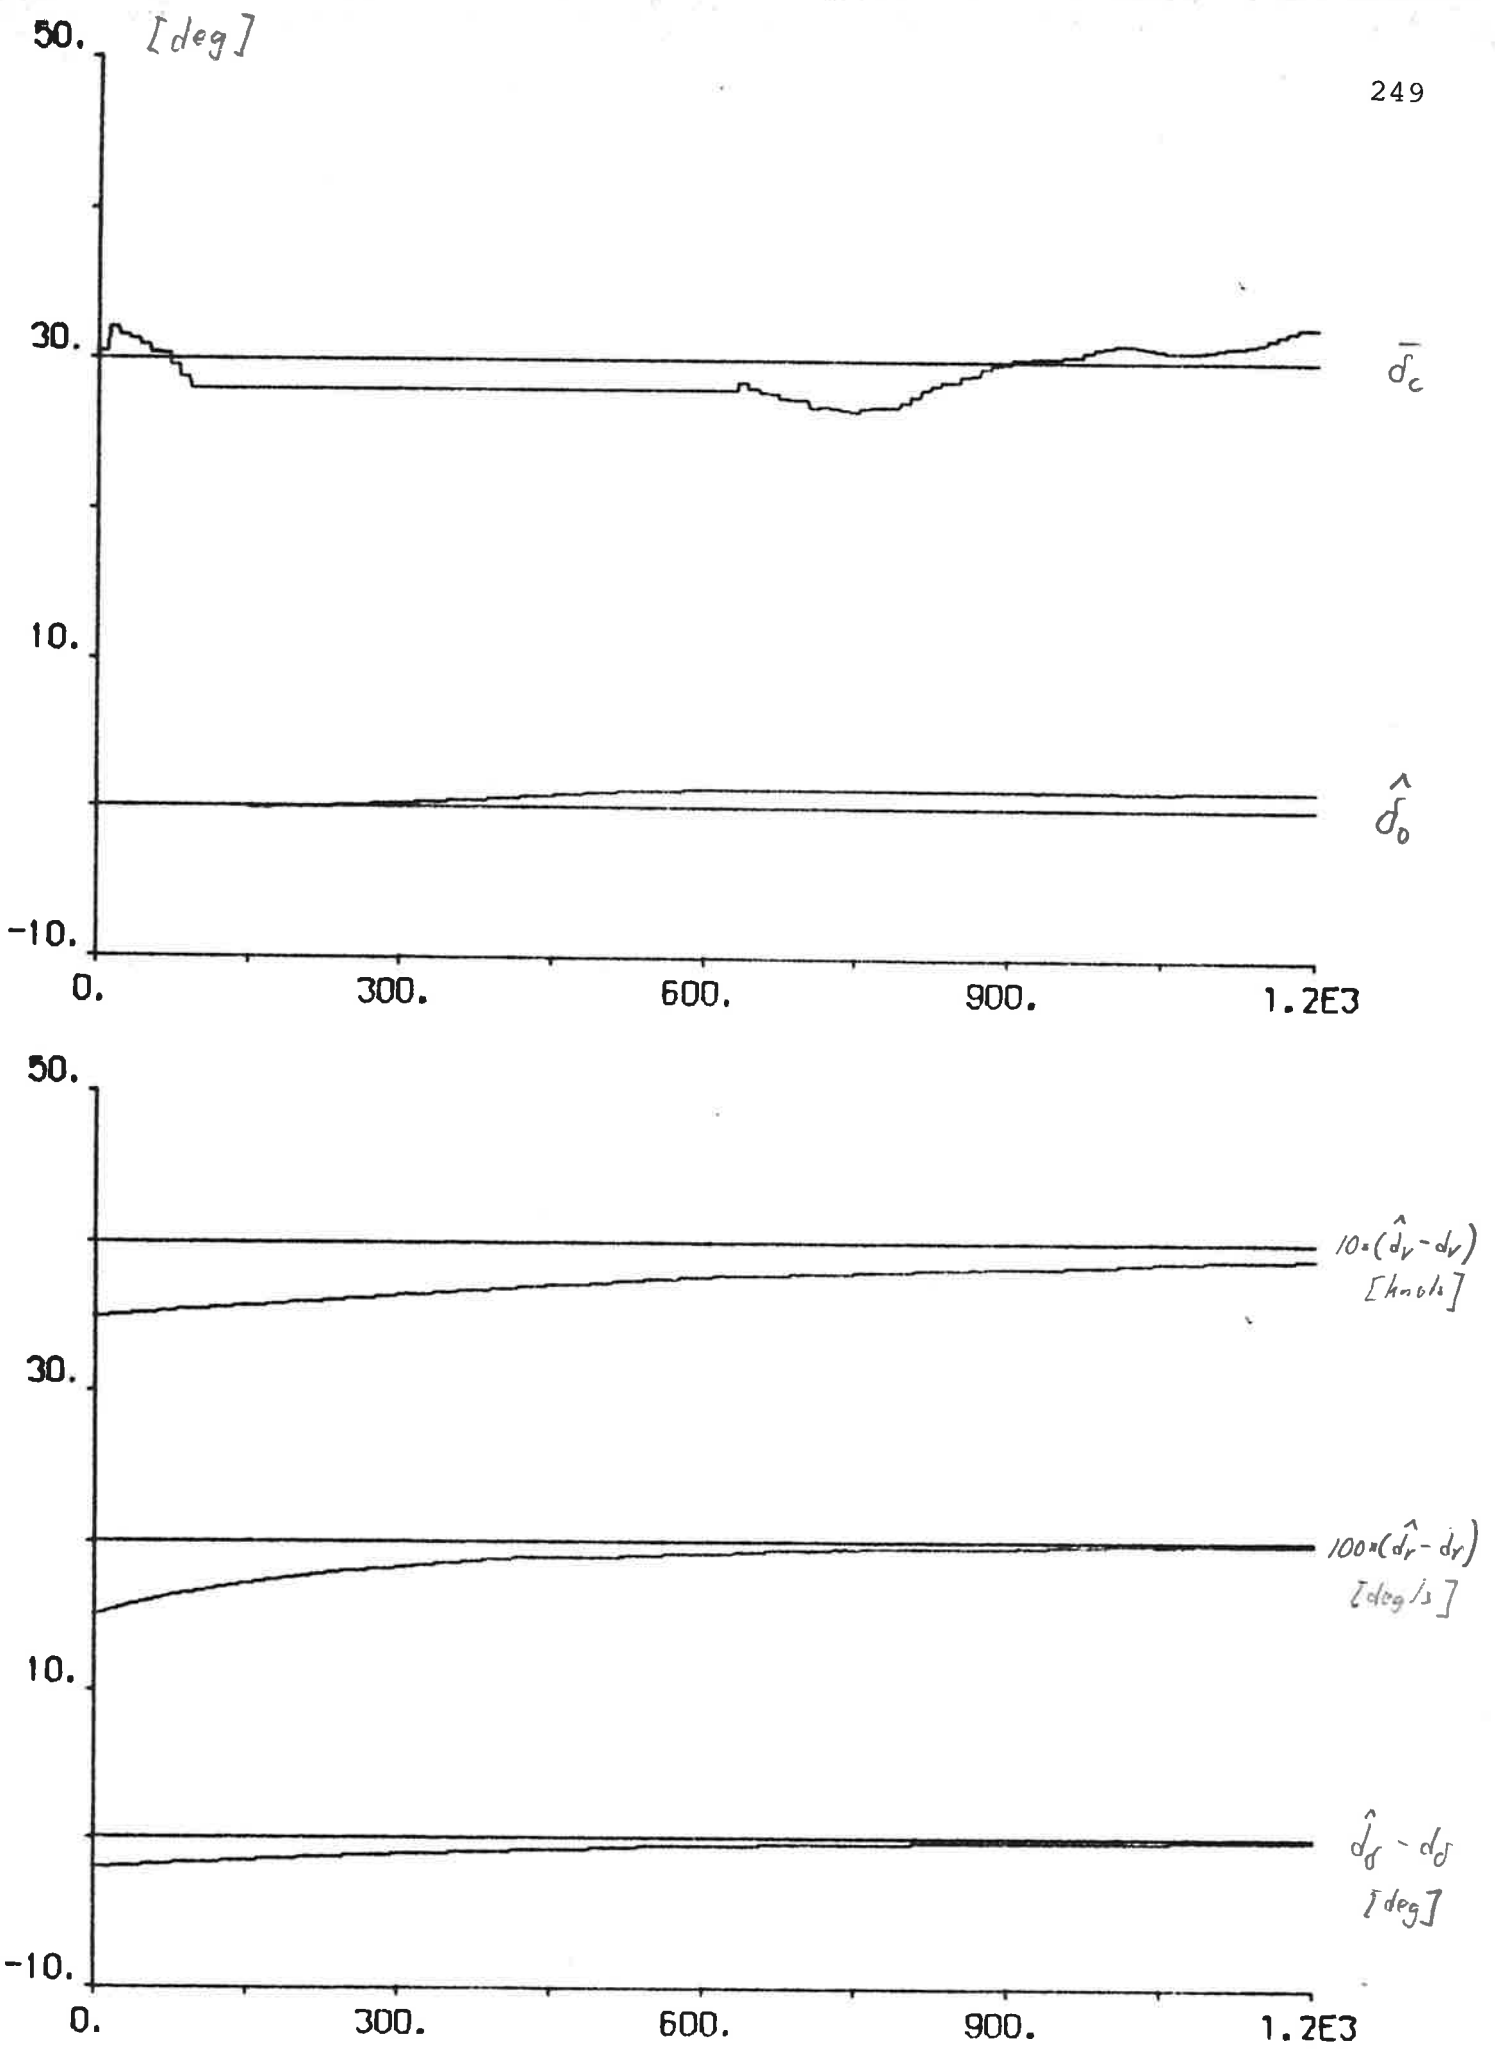 50. [deg]
249
30.
δ̄c
10.
δ̂o
-10.
0. 300. 600. 900. 1.2E3
50.
10*(d̂v-dv)
[knots]
30.
100*(d̂r-dr)
[deg/s]
10.
d̂δ-dδ
[deg]
-10.
0. 300. 600. 900. 1.2E3